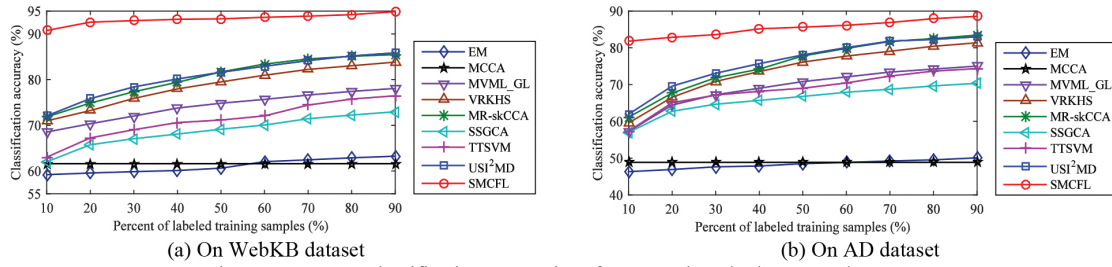 Classification accuracy (%)
95
90
80
70
60
55
10 20 30 40 50 60 70 80 90
Percent of labeled training samples (%)
EM
MCCA
MVML_GL
VRKHS
MR-skCCA
SSGCA
TTSVM
USI²MD
SMCFL
(a) On WebKB dataset
Classification accuracy (%)
90
80
70
60
50
40
10 20 30 40 50 60 70 80 90
Percent of labeled training samples (%)
EM
MCCA
MVML_GL
VRKHS
MR-skCCA
SSGCA
TTSVM
USI²MD
SMCFL
(b) On AD dataset